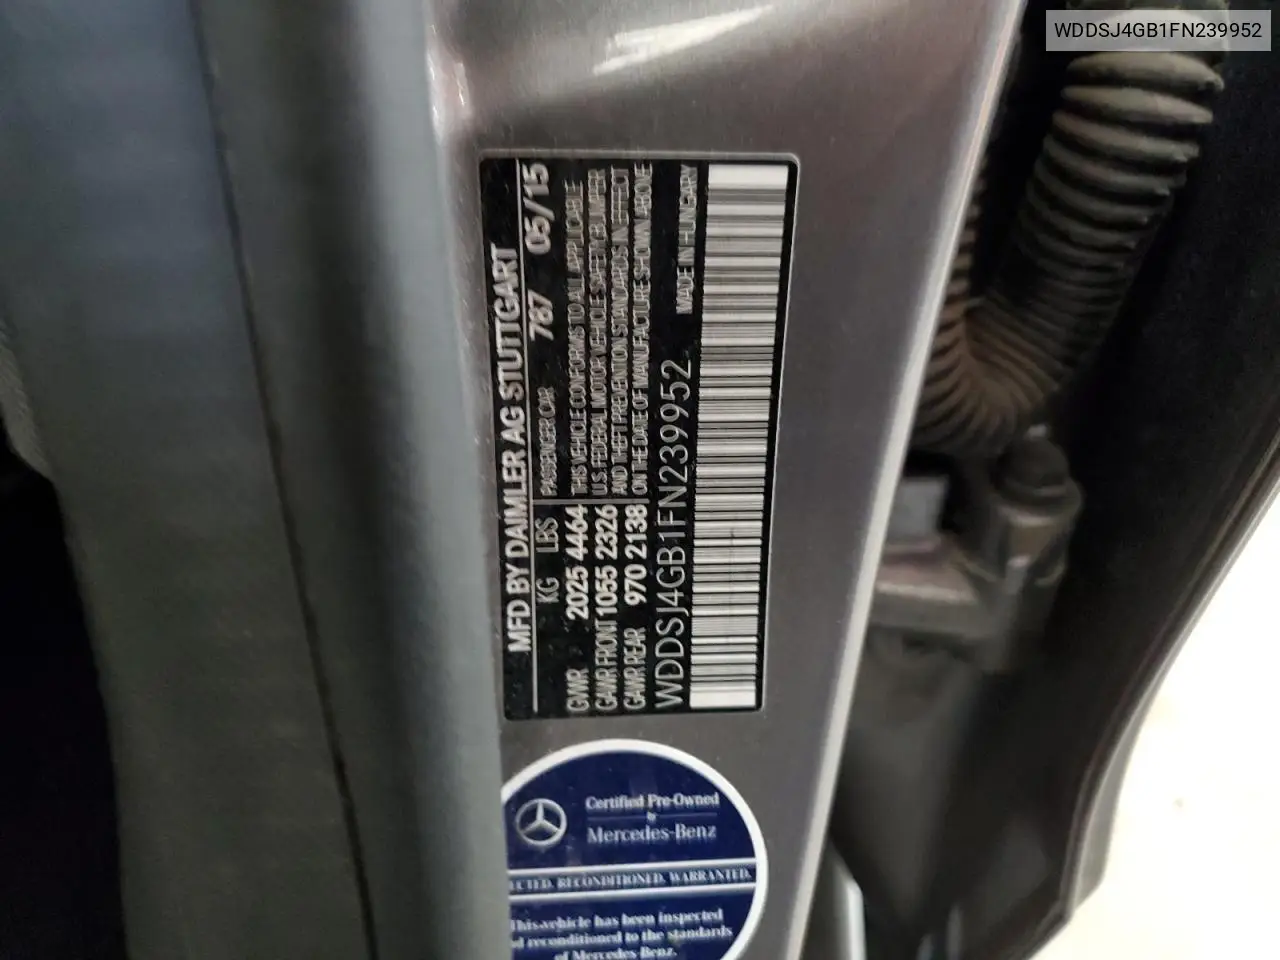 WDDSJ4GB1FN239952
MFD BY DAIMLER AG STUTTGART
KG LBS PASSENGER CAR 787 05/15
GVWR 2025 4464 THIS VEHICLE CONFORMS TO ALL APPLICABLE
GAWR FRONT 1055 2326 U.S. FEDERAL MOTOR VEHICLE SAFETY, BUMPER
AND THEFT PREVENTION STANDARDS IN EFFECT
GAWR REAR 970 2138 ON THE DATE OF MANUFACTURE SHOWN ABOVE
WDDSJ4GB1FN239952 MADE IN HUNGARY
Certified Pre-Owned
by
Mercedes-Benz
RECONDITIONED. WARRANTED.
This vehicle has been inspected
reconditioned to the standards
of Mercedes-Benz.